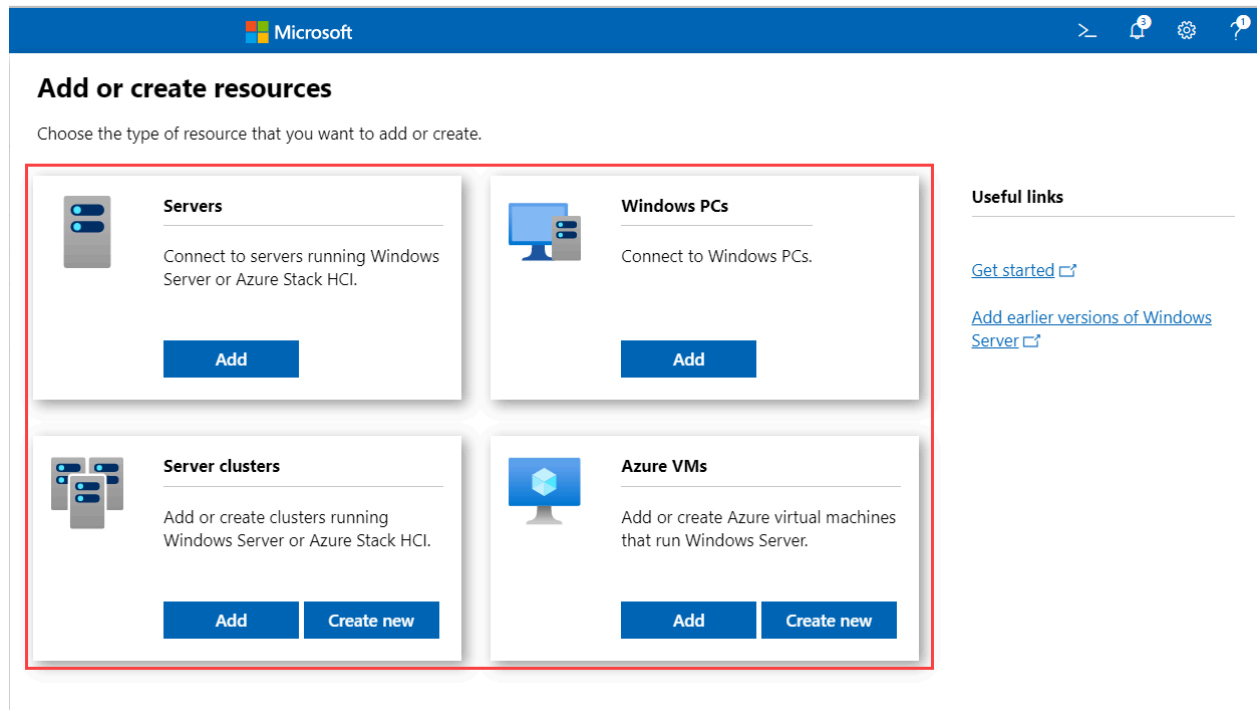 Microsoft
3
1
Add or create resources
Choose the type of resource that you want to add or create.
Servers
Connect to servers running Windows
Server or Azure Stack HCI.
Add
Windows PCs
Connect to Windows PCs.
Add
Server clusters
Add or create clusters running
Windows Server or Azure Stack HCI.
Add
Create new
Azure VMs
Add or create Azure virtual machines
that run Windows Server.
Add
Create new
Useful links
Get started
Add earlier versions of Windows
Server